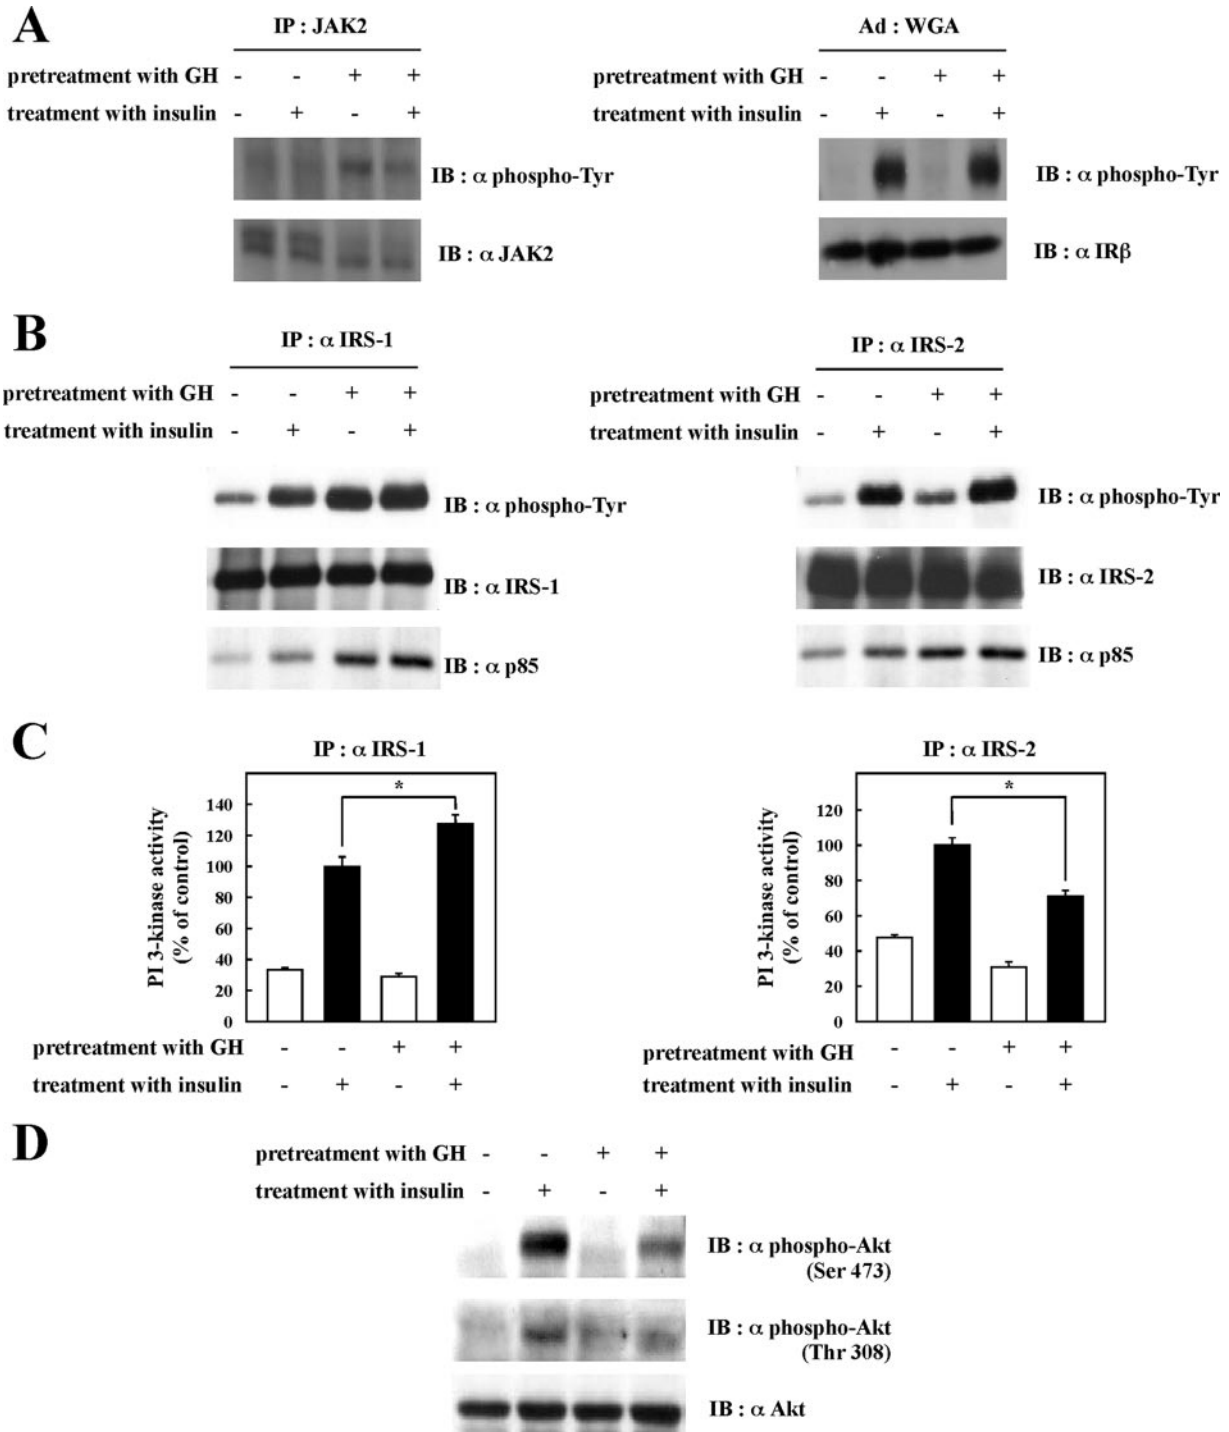 A
IP : JAK2
pretreatment with GH - - + +
treatment with insulin - + - +
IB : α phospho-Tyr
IB : α JAK2
Ad : WGA
pretreatment with GH - - + +
treatment with insulin - + - +
IB : α phospho-Tyr
IB : α IRβ
B
IP : α IRS-1
pretreatment with GH - - + +
treatment with insulin - + - +
IB : α phospho-Tyr
IB : α IRS-1
IB : α p85
IP : α IRS-2
pretreatment with GH - - + +
treatment with insulin - + - +
IB : α phospho-Tyr
IB : α IRS-2
IB : α p85
C
IP : α IRS-1
PI 3-kinase activity
(% of control)
140
120
100
80
60
40
20
0
*
pretreatment with GH - - + +
treatment with insulin - + - +
IP : α IRS-2
PI 3-kinase activity
(% of control)
120
100
80
60
40
20
0
*
pretreatment with GH - - + +
treatment with insulin - + - +
D
pretreatment with GH - - + +
treatment with insulin - + - +
IB : α phospho-Akt
(Ser 473)
IB : α phospho-Akt
(Thr 308)
IB : α Akt